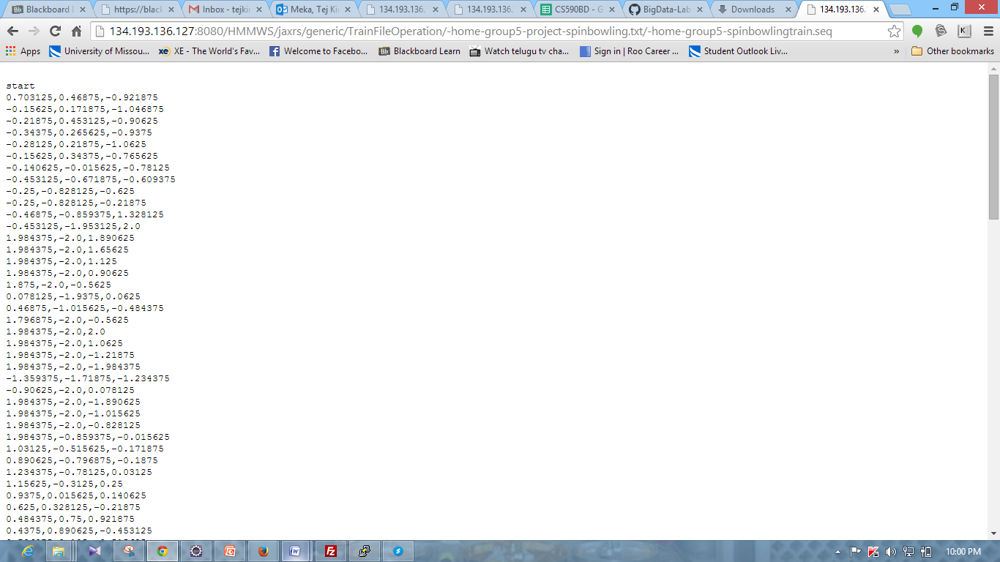 Blackboard L
https://black
Inbox - tejkir
Meka, Tej Kir
134.193.136.
134.193.136.
CS590BD - G
BigData-Lab
Downloads
134.193.136.
134.193.136.127:8080/HMMWS/jaxrs/generic/TrainFileOperation/-home-group5-project-spinbowling.txt/-home-group5-spinbowlingtrain.seq
Apps
University of Missou...
XE - The World's Fav...
Welcome to Facebo...
Blackboard Learn
Watch telugu tv cha...
Sign in | Roo Career ...
Student Outlook Liv...
»
Other bookmarks
start
0.703125,0.46875,-0.921875
-0.15625,0.171875,-1.046875
-0.21875,0.453125,-0.90625
-0.34375,0.265625,-0.9375
-0.28125,0.21875,-1.0625
-0.15625,0.34375,-0.765625
-0.140625,-0.015625,-0.78125
-0.453125,-0.671875,-0.609375
-0.25,-0.828125,-0.625
-0.25,-0.828125,-0.21875
-0.46875,-0.859375,1.328125
-0.453125,-1.953125,2.0
1.984375,-2.0,1.890625
1.984375,-2.0,1.65625
1.984375,-2.0,1.125
1.984375,-2.0,0.90625
1.875,-2.0,-0.5625
0.078125,-1.9375,0.0625
0.46875,-1.015625,-0.484375
1.796875,-2.0,-0.5625
1.984375,-2.0,2.0
1.984375,-2.0,1.0625
1.984375,-2.0,-1.21875
1.984375,-2.0,-1.984375
-1.359375,-1.71875,-1.234375
-0.90625,-2.0,0.078125
1.984375,-2.0,-1.890625
1.984375,-2.0,-1.015625
1.984375,-2.0,-0.828125
1.984375,-0.859375,-0.015625
1.03125,-0.515625,-0.171875
0.890625,-0.796875,-0.1875
1.234375,-0.78125,0.03125
1.15625,-0.3125,0.25
0.9375,0.015625,0.140625
0.625,0.328125,-0.21875
0.484375,0.75,0.921875
0.4375,0.890625,-0.453125
10:00 PM